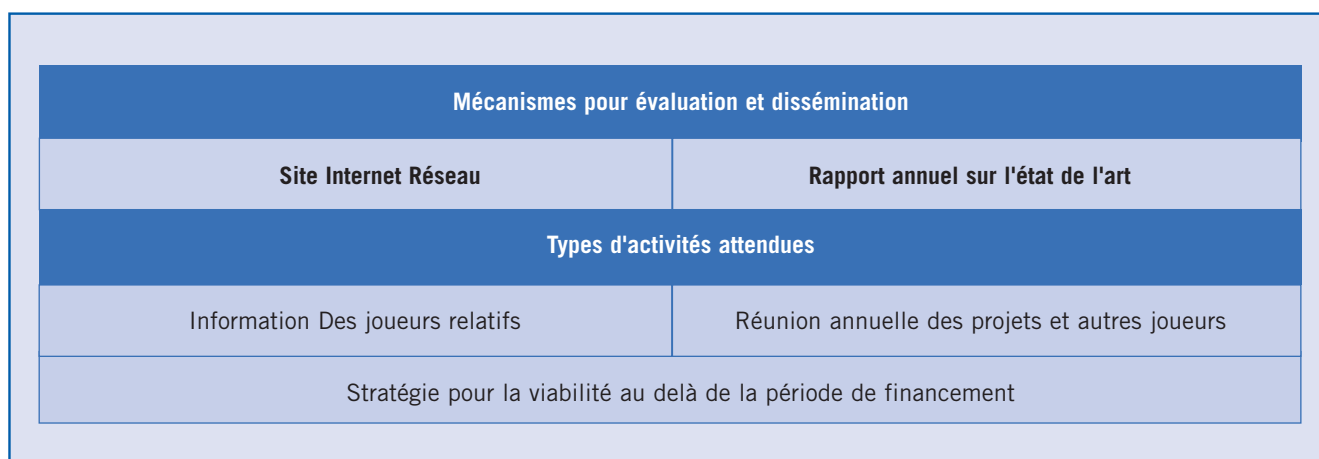 Mécanismes pour évaluation et dissémination
Site Internet Réseau
Rapport annuel sur l'état de l'art
Types d'activités attendues
Information Des joueurs relatifs
Réunion annuelle des projets et autres joueurs
Stratégie pour la viabilité au delà de la période de financement